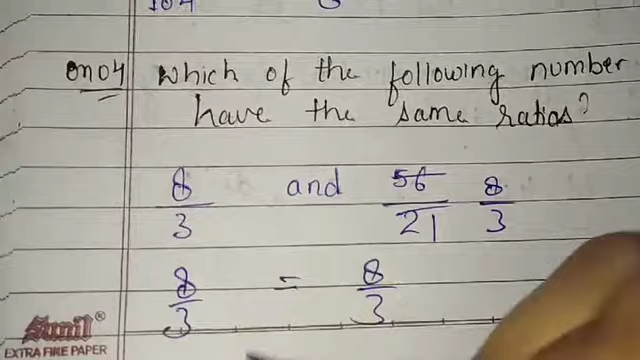 104
Qno4 which of the following number
have the same ratios?
8/3 and 56/21 8/3
8/3 = 8/3
Sunil®
EXTRA FINE PAPER